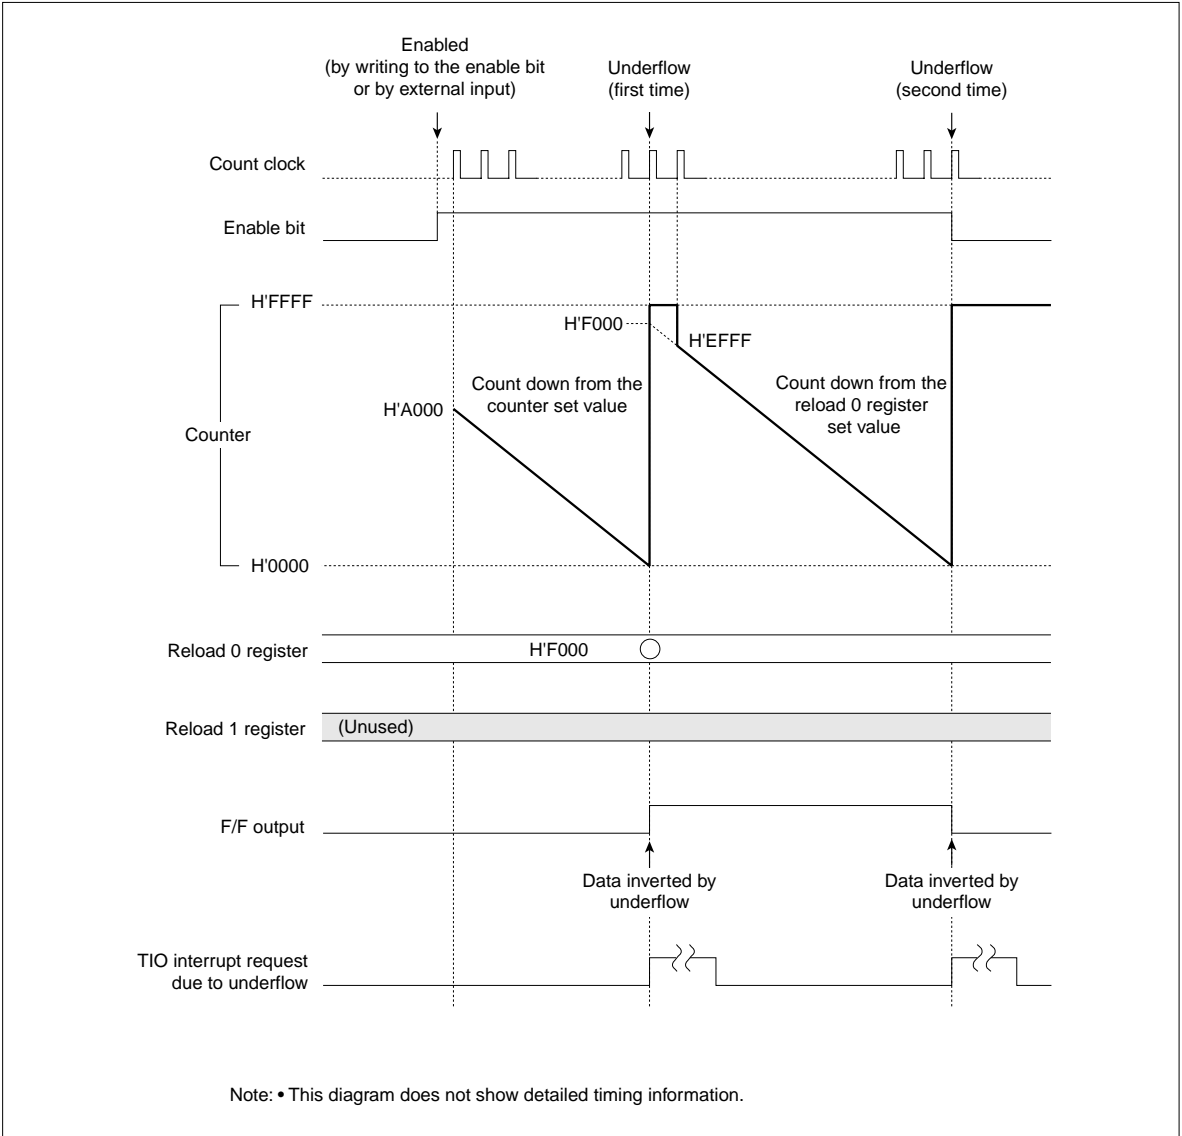 Enabled
(by writing to the enable bit
or by external input)
Underflow
(first time)
Underflow
(second time)
Count clock
Enable bit
H'FFFF
H'F000
H'EFFF
Count down from the
counter set value
Count down from the
reload 0 register
set value
H'A000
Counter
H'0000
Reload 0 register
H'F000
Reload 1 register
(Unused)
F/F output
Data inverted by
underflow
Data inverted by
underflow
TIO interrupt request
due to underflow
Note: • This diagram does not show detailed timing information.